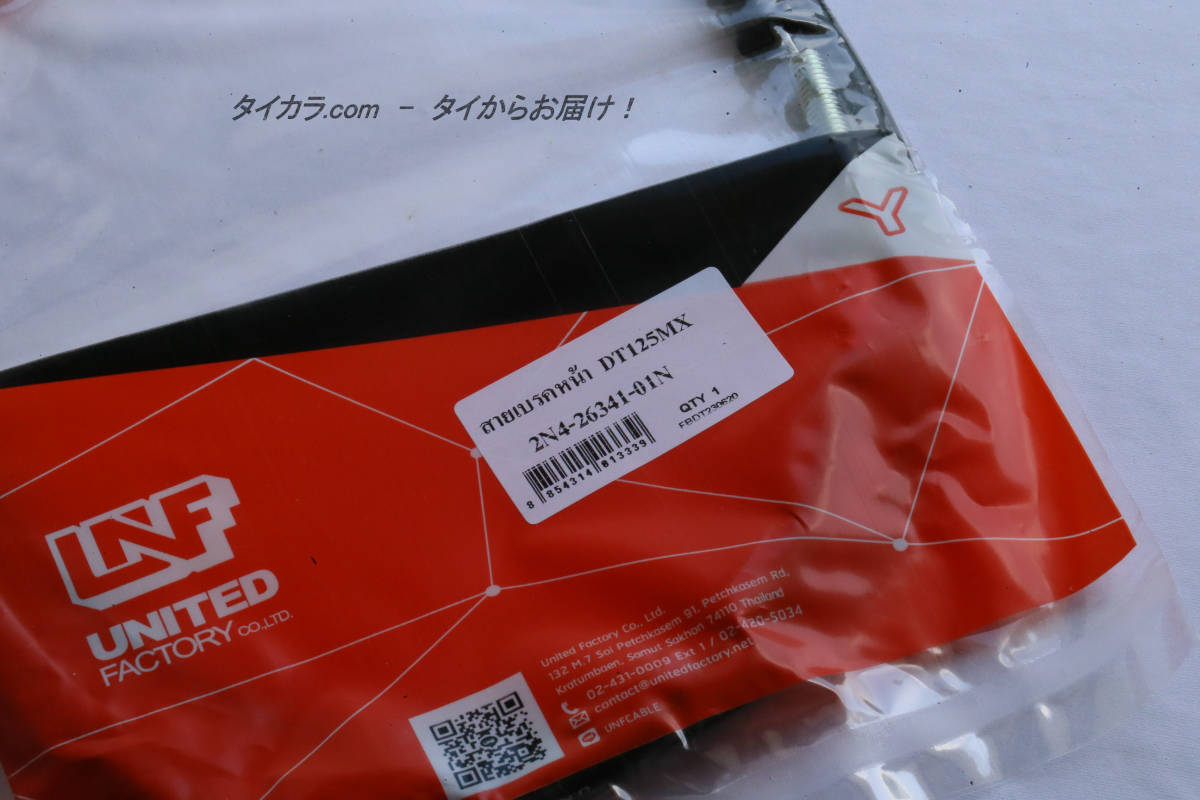 タイカラ.com － タイからお届け！
Y
สายเบรดหน้า DT125MX
2N4-26341-01N
QTY 1
FBDT230620
8 854314 813339
UNF
UNITED
FACTORY CO.,LTD.
United Factory Co., Ltd.
132 M.7 Soi Petchkasem 91, Petchkasem Rd.
Kratumbaen, Samut Sakhon 74110 Thailand
02-431-0009 Ext 1 / 02-420-5034
contact@unitedfactory.net
UNFCABLE